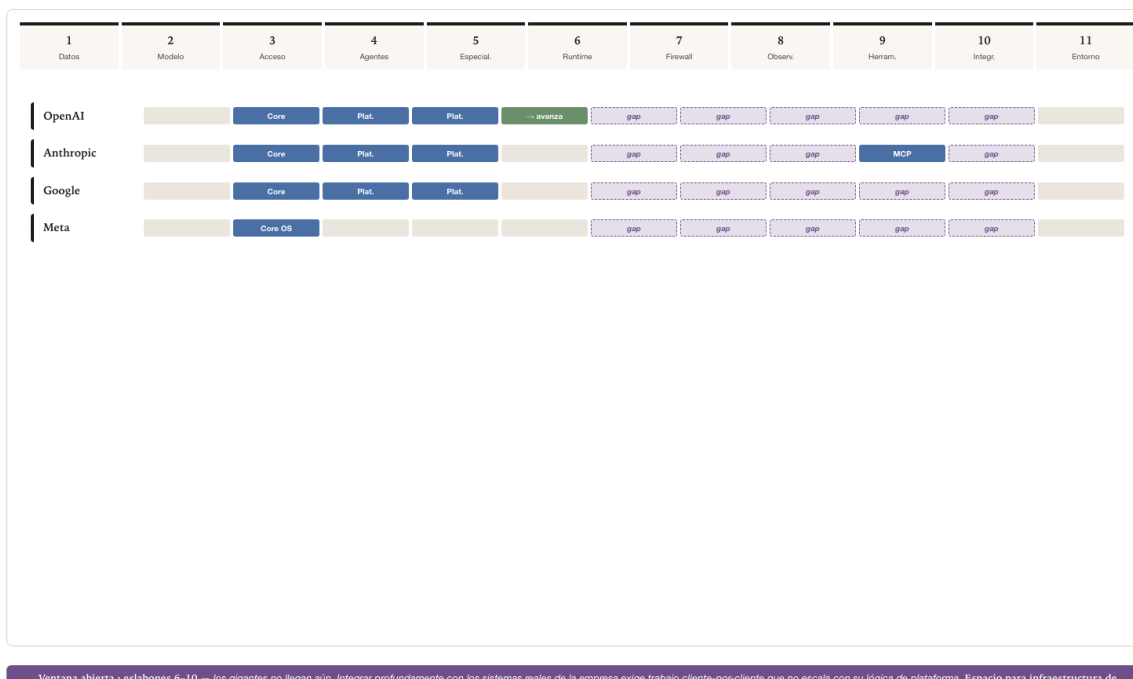 1 2 3 4 5 6 7 8 9 10 11
Datos Modelo Acceso Agentes Especial. Runtime Firewall Observ. Herram. Integr. Entorno
OpenAI Core Plat. Plat. → avanza gap gap gap gap gap
Anthropic Core Plat. Plat. gap gap gap MCP gap
Google Core Plat. Plat. gap gap gap gap gap
Meta Core OS gap gap gap gap gap
Ventana abierta · eslabones 6–10 — los gigantes no llegan aún. Integrar profundamente con los sistemas reales de la empresa exige trabajo cliente-por-cliente que no escala con su lógica de plataforma. Espacio para infraestructura de